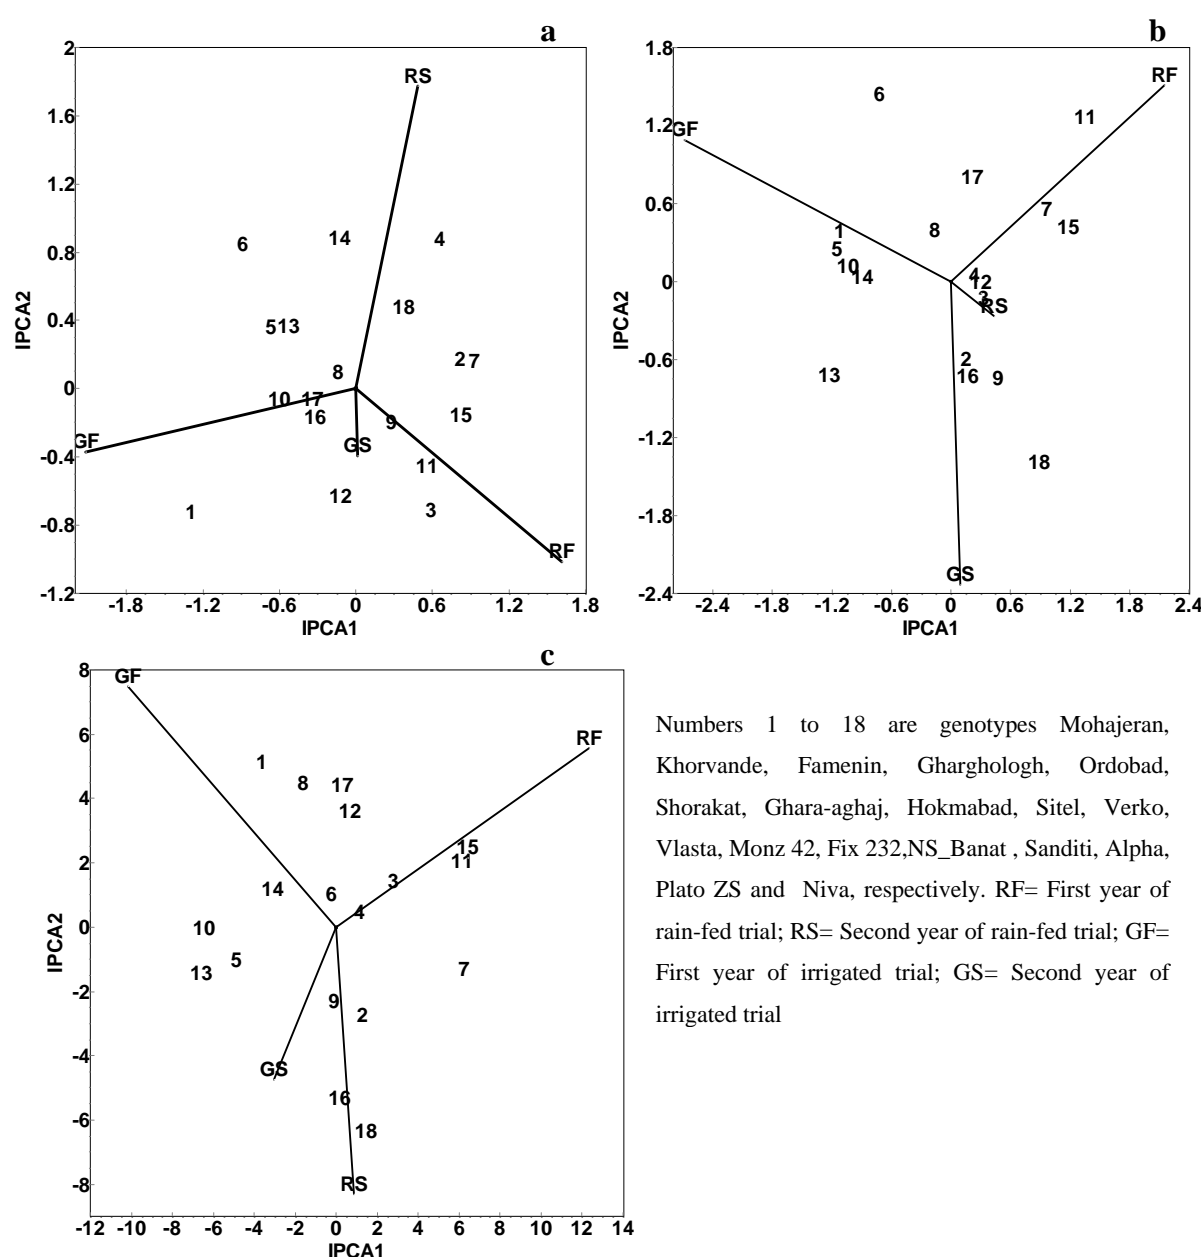 a
2
1.6
1.2
0.8
0.4
0
-0.4
-0.8
-1.2
IPCA2
RS
6
14
4
18
5 13
2 7
8
10 17
16
9
15
GF
GS
11
12
1
3
RF
-1.8 -1.2 -0.6 0 0.6 1.2 1.8
IPCA1
b
1.8
1.2
0.6
0
-0.6
-1.2
-1.8
-2.4
IPCA2
RF
6
11
GF
17
7
15
1
8
5
10
14
4
12
3
RS
2
13
16
9
18
GS
-2.4 -1.8 -1.2 -0.6 0 0.6 1.2 1.8 2.4
IPCA1
c
8
6
4
2
0
-2
-4
-6
-8
IPCA2
GF
RF
1
8
17
12
15
11
3
14
6
4
10
5
13
7
9
2
GS
16
18
RS
-12 -10 -8 -6 -4 -2 0 2 4 6 8 10 12 14
IPCA1
Numbers 1 to 18 are genotypes Mohajeran,
Khorvande, Famenin, Gharghologh, Ordobad,
Shorakat, Ghara-aghaj, Hokmabad, Sitel, Verko,
Vlasta, Monz 42, Fix 232,NS_Banat , Sanditi, Alpha,
Plato ZS and Niva, respectively. RF= First year of
rain-fed trial; RS= Second year of rain-fed trial; GF=
First year of irrigated trial; GS= Second year of
irrigated trial